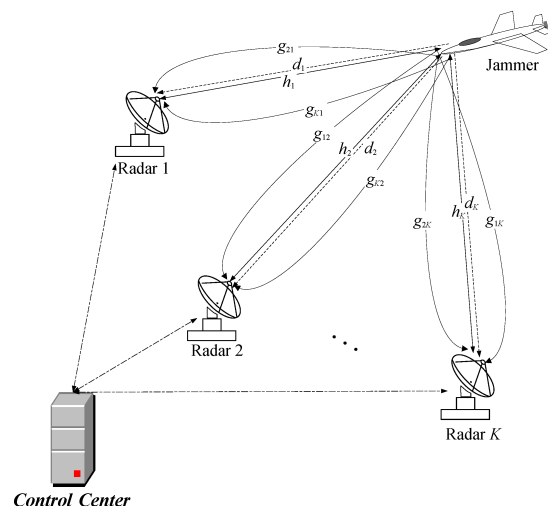 g21
d1
h1
Jammer
gK1
g12
Radar 1
h2
d2
gK2
g2K
hK
dK
g1K
Radar 2
Radar K
Control Center